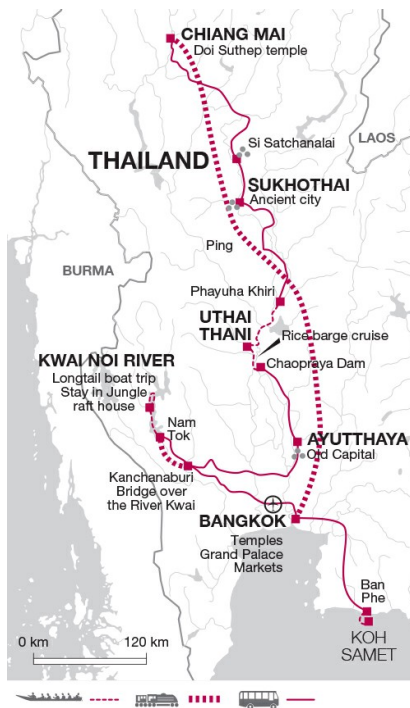 CHIANG MAI
Doi Suthep temple
Si Satchanalai
LAOS
THAILAND
SUKHOTHAI
Ancient city
Ping
BURMA
Phayuha Khiri
UTHAI
THANI
Rice barge cruise
KWAI NOI RIVER
Chaopraya Dam
Longtail boat trip
Stay in Jungle
raft house
Nam
Tok
AYUTTHAYA
Old Capital
Kanchanaburi
Bridge over
the River Kwai
BANGKOK
Temples
Grand Palace
Markets
Ban
Phe
KOH
SAMET
0 km
120 km